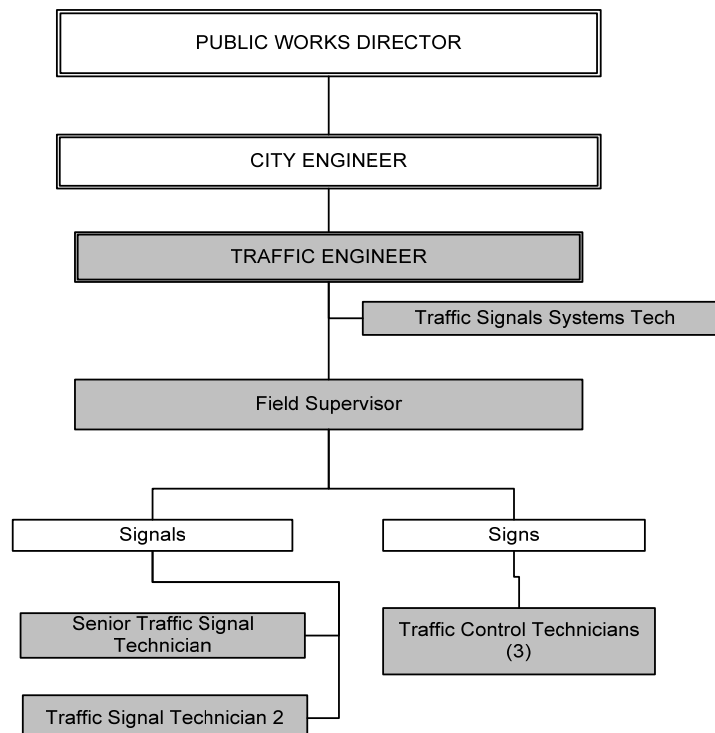 PUBLIC WORKS DIRECTOR
CITY ENGINEER
TRAFFIC ENGINEER
Traffic Signals Systems Tech
Field Supervisor
Signals
Signs
Senior Traffic Signal
Technician
Traffic Control Technicians
(3)
Traffic Signal Technician 2